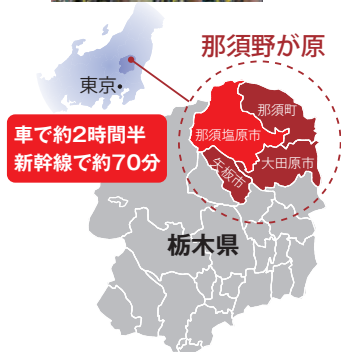 那須野が原
東京
車で約2時間半
新幹線で約70分
那須町
那須塩原市
大田原市
矢板市
栃木県